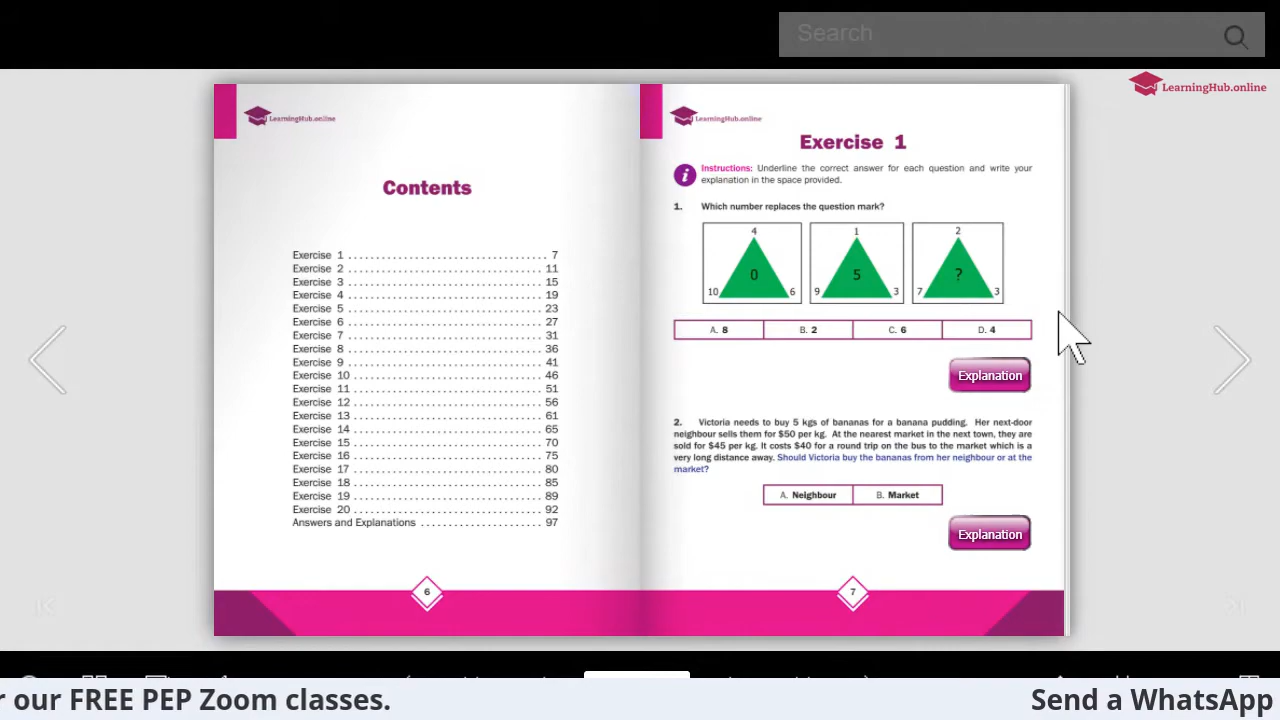 Search
LearningHub.online
LearningHub.online
Contents
Exercise 1 ................................................ 7
Exercise 2 ................................................ 11
Exercise 3 ................................................ 15
Exercise 4 ................................................ 19
Exercise 5 ................................................ 23
Exercise 6 ................................................ 27
Exercise 7 ................................................ 31
Exercise 8 ................................................ 36
Exercise 9 ................................................ 41
Exercise 10 ............................................... 46
Exercise 11 ............................................... 51
Exercise 12 ............................................... 56
Exercise 13 ............................................... 61
Exercise 14 ............................................... 65
Exercise 15 ............................................... 70
Exercise 16 ............................................... 75
Exercise 17 ............................................... 80
Exercise 18 ............................................... 85
Exercise 19 ............................................... 89
Exercise 20 ............................................... 92
Answers and Explanations .............................. 97
6
LearningHub.online
Exercise 1
i Instructions: Underline the correct answer for each question and write your
explanation in the space provided.
1. Which number replaces the question mark?
4 1 2
0 5 ?
10 6 9 3 7 3
A. 8 B. 2 C. 6 D. 4
Explanation
2. Victoria needs to buy 5 kgs of bananas for a banana pudding. Her next-door
neighbour sells them for $50 per kg. At the nearest market in the next town, they are
sold for $45 per kg. It costs $40 for a round trip on the bus to the market which is a
very long distance away. Should Victoria buy the bananas from her neighbour or at the
market?
A. Neighbour B. Market
Explanation
7
r our FREE PEP Zoom classes. Send a WhatsApp